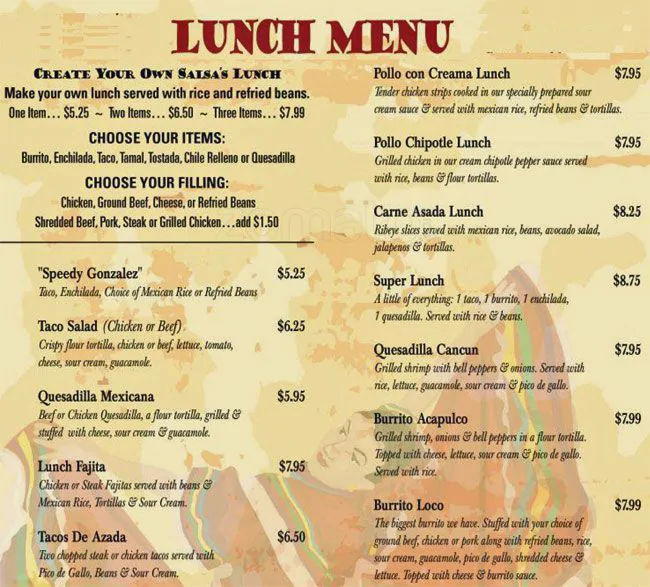 LUNCH MENU
CREATE YOUR OWN SALSA'S LUNCH
Make your own lunch served with rice and refried beans.
One Item... $5.25 ~ Two Items... $6.50 ~ Three Items... $7.99
CHOOSE YOUR ITEMS:
Burrito, Enchilada, Taco, Tamal, Tostada, Chile Relleno or Quesadilla
CHOOSE YOUR FILLING:
Chicken, Ground Beef, Cheese, or Refried Beans
Shredded Beef, Pork, Steak or Grilled Chicken...add $1.50
"Speedy Gonzalez" $5.25
Taco, Enchilada, Choice of Mexican Rice or Refried Beans
Taco Salad (Chicken or Beef) $6.25
Crispy flour tortilla, chicken or beef, lettuce, tomato,
cheese, sour cream, guacamole.
Quesadilla Mexicana $5.95
Beef or Chicken Quesadilla, a flour tortilla, grilled &
stuffed with cheese, sour cream & guacamole.
Lunch Fajita $7.95
Chicken or Steak Fajitas served with beans &
Mexican Rice, Tortillas & Sour Cream.
Tacos De Azada $6.50
Two chopped steak or chicken tacos served with
Pico de Gallo, Beans & Sour Cream.
Pollo con Creama Lunch $7.95
Tender chicken strips cooked in our specially prepared sour
cream sauce & served with mexican rice, refried beans & tortillas.
Pollo Chipotle Lunch $7.95
Grilled chicken in our cream chipotle pepper sauce served
with rice, beans & flour tortillas.
Carne Asada Lunch $8.25
Ribeye slices served with mexican rice, beans, avocado salad,
jalapenos & tortillas.
Super Lunch $8.75
A little of everything: 1 taco, 1 burrito, 1 enchilada,
1 quesadilla. Served with rice & beans.
Quesadilla Cancun $7.95
Grilled shrimp with bell peppers & onions. Served with
rice, lettuce, guacamole, sour cream & pico de gallo.
Burrito Acapulco $7.99
Grilled shrimp, onions & bell peppers in a flour tortilla.
Topped with cheese, lettuce, sour cream & pico de gallo.
Served with rice.
Burrito Loco $7.99
The biggest burrito we have. Stuffed with your choice of
ground beef, chicken or pork along with refried beans, rice,
sour cream, guacamole, pico de gallo, shredded cheese &
lettuce. Topped with cheese & burrito sauce.